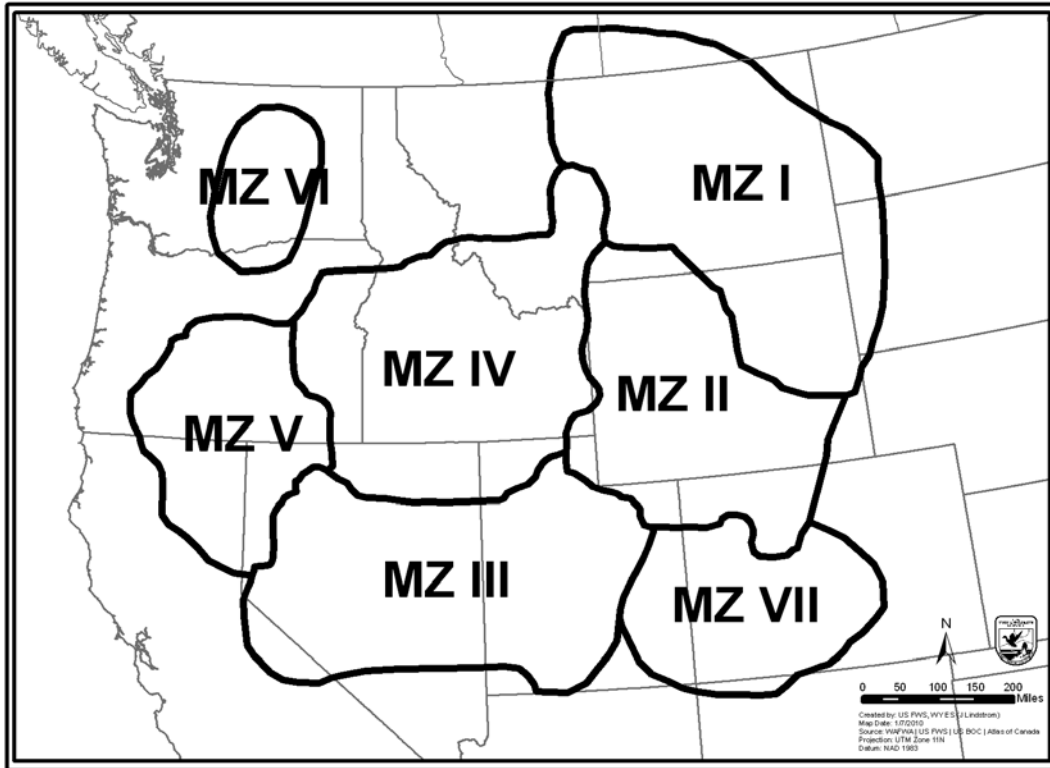 MZ I
MZ VI
MZ IV
MZ II
MZ V
MZ III
MZ VII
N
0 50 100 150 200
Miles
Created by: US FWS, WYES (J Lindstrom)
Map Date: 1/7/2010
Source: WAFWA | US FWS | US BOC | Atlas of Canada
Projection: UTM Zone 11N
Datum: NAD 1983